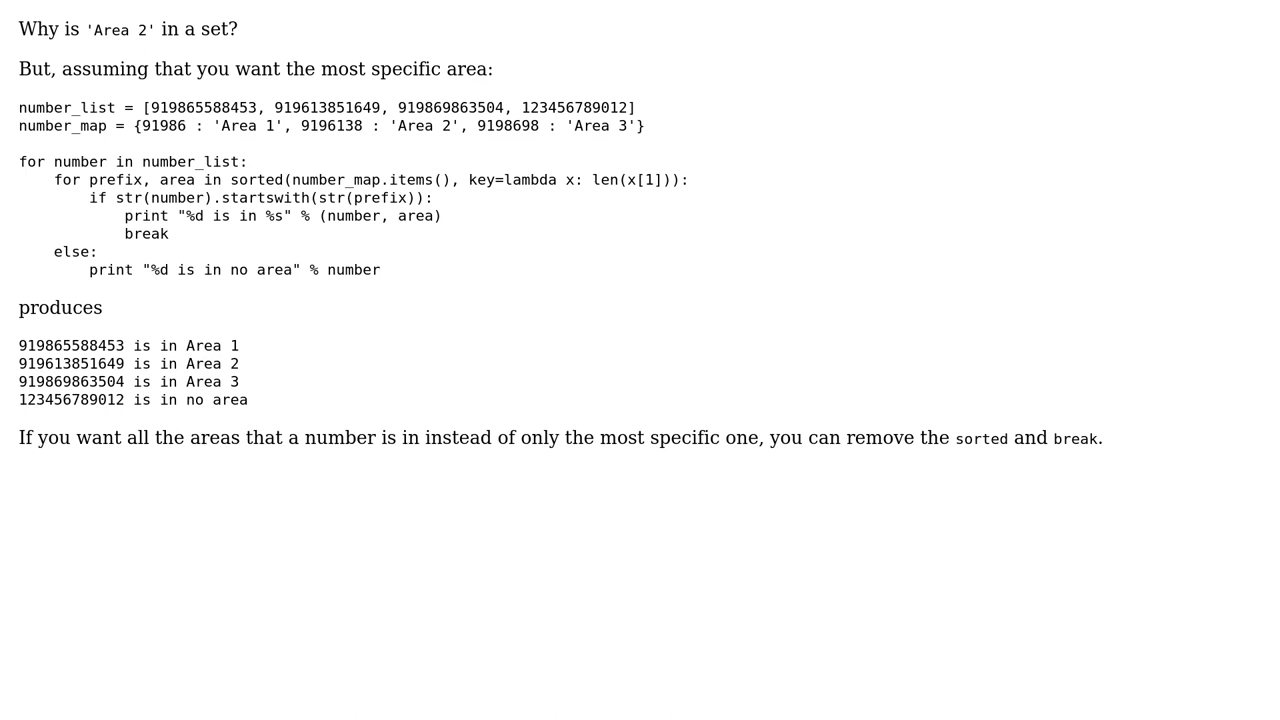 Why is 'Area 2' in a set?
But, assuming that you want the most specific area:
number_list = [919865588453, 919613851649, 919869863504, 123456789012]
number_map = {91986 : 'Area 1', 9196138 : 'Area 2', 9198698 : 'Area 3'}
for number in number_list:
    for prefix, area in sorted(number_map.items(), key=lambda x: len(x[1])):
        if str(number).startswith(str(prefix)):
            print "%d is in %s" % (number, area)
            break
    else:
        print "%d is in no area" % number
produces
919865588453 is in Area 1
919613851649 is in Area 2
919869863504 is in Area 3
123456789012 is in no area
If you want all the areas that a number is in instead of only the most specific one, you can remove the sorted and break.